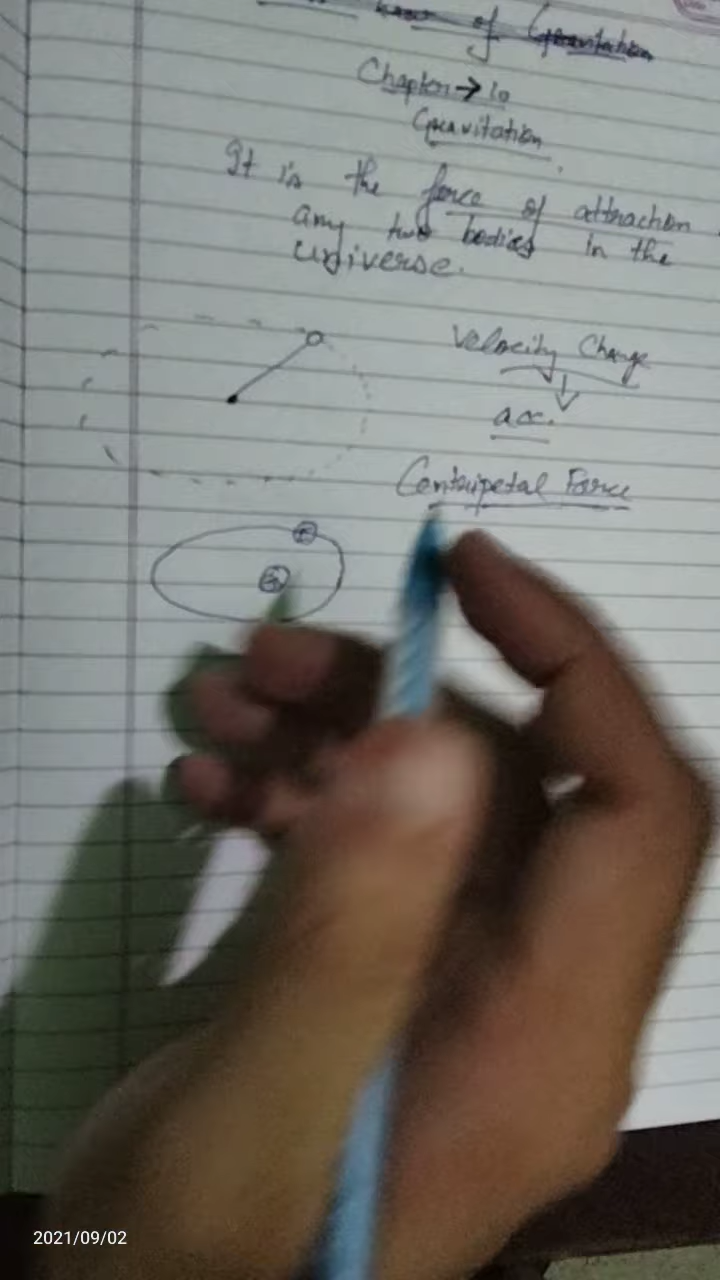 of Gravitation
Chapter → 10
Gravitation
It is the force of attraction
any two bodies in the
universe.
Velocity Change
acc.
Centripetal Force
2021/09/02